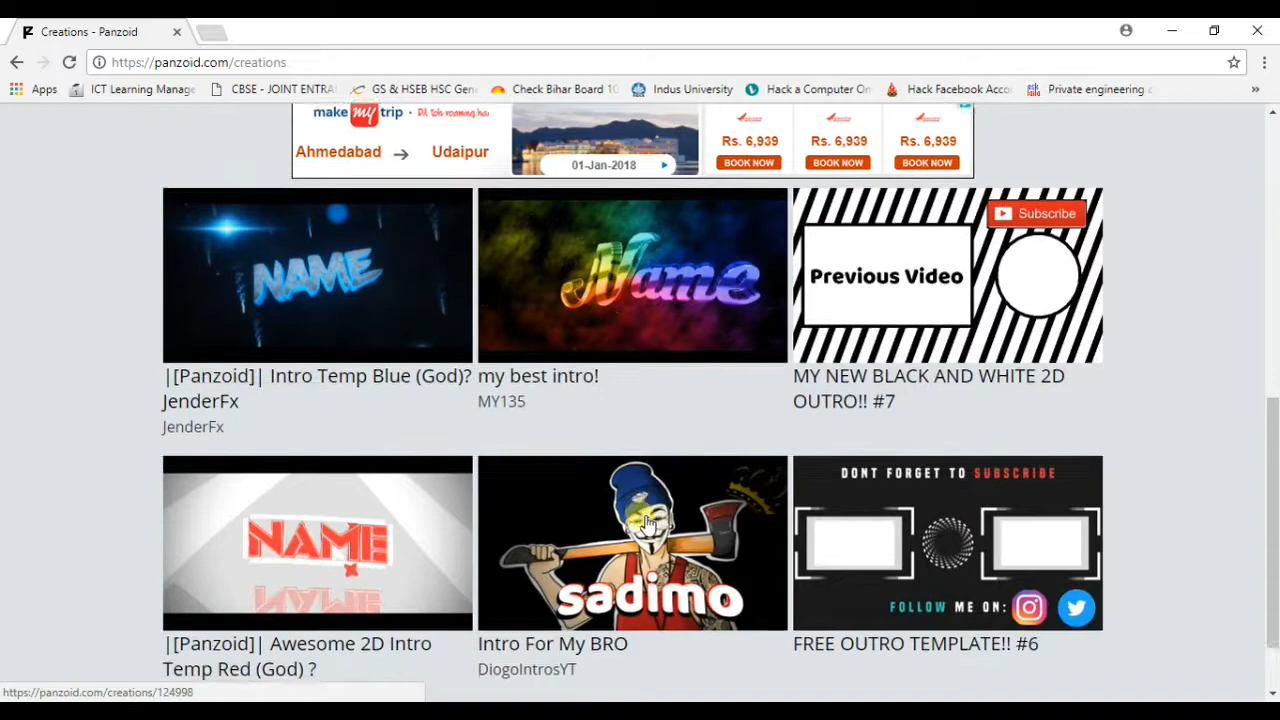 Creations - Panzoid
https://panzoid.com/creations
Apps
ICT Learning Manage
CBSE - JOINT ENTRA
GS & HSEB HSC Gen
Check Bihar Board 10
Indus University
Hack a Computer On
Hack Facebook Acco
Private engineering c
»
make my trip • Dil toh roaming hai
Ahmedabad → Udaipur
01-Jan-2018
Rs. 6,939
BOOK NOW
Rs. 6,939
BOOK NOW
Rs. 6,939
BOOK NOW
NAME
Name
Subscribe
Previous Video
|[Panzoid]| Intro Temp Blue (God)?
JenderFx
JenderFx
my best intro!
MY135
MY NEW BLACK AND WHITE 2D
OUTRO!! #7
NAME
NAME
sadimo
DONT FORGET TO SUBSCRIBE
FOLLOW ME ON:
|[Panzoid]| Awesome 2D Intro
Temp Red (God) ?
Intro For My BRO
DiogoIntrosYT
FREE OUTRO TEMPLATE!! #6
https://panzoid.com/creations/124998